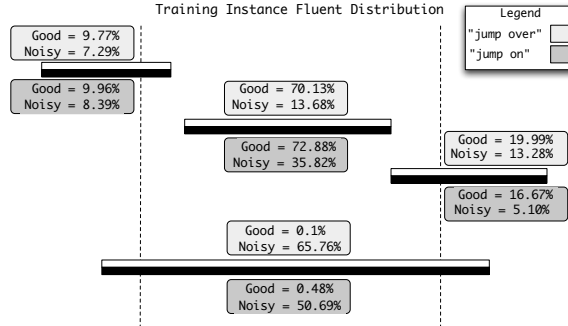 Training Instance Fluent Distribution
Legend
"jump over"
"jump on"
Good = 9.77%
Noisy = 7.29%
Good = 9.96%
Noisy = 8.39%
Good = 70.13%
Noisy = 13.68%
Good = 72.88%
Noisy = 35.82%
Good = 19.99%
Noisy = 13.28%
Good = 16.67%
Noisy = 5.10%
Good = 0.1%
Noisy = 65.76%
Good = 0.48%
Noisy = 50.69%